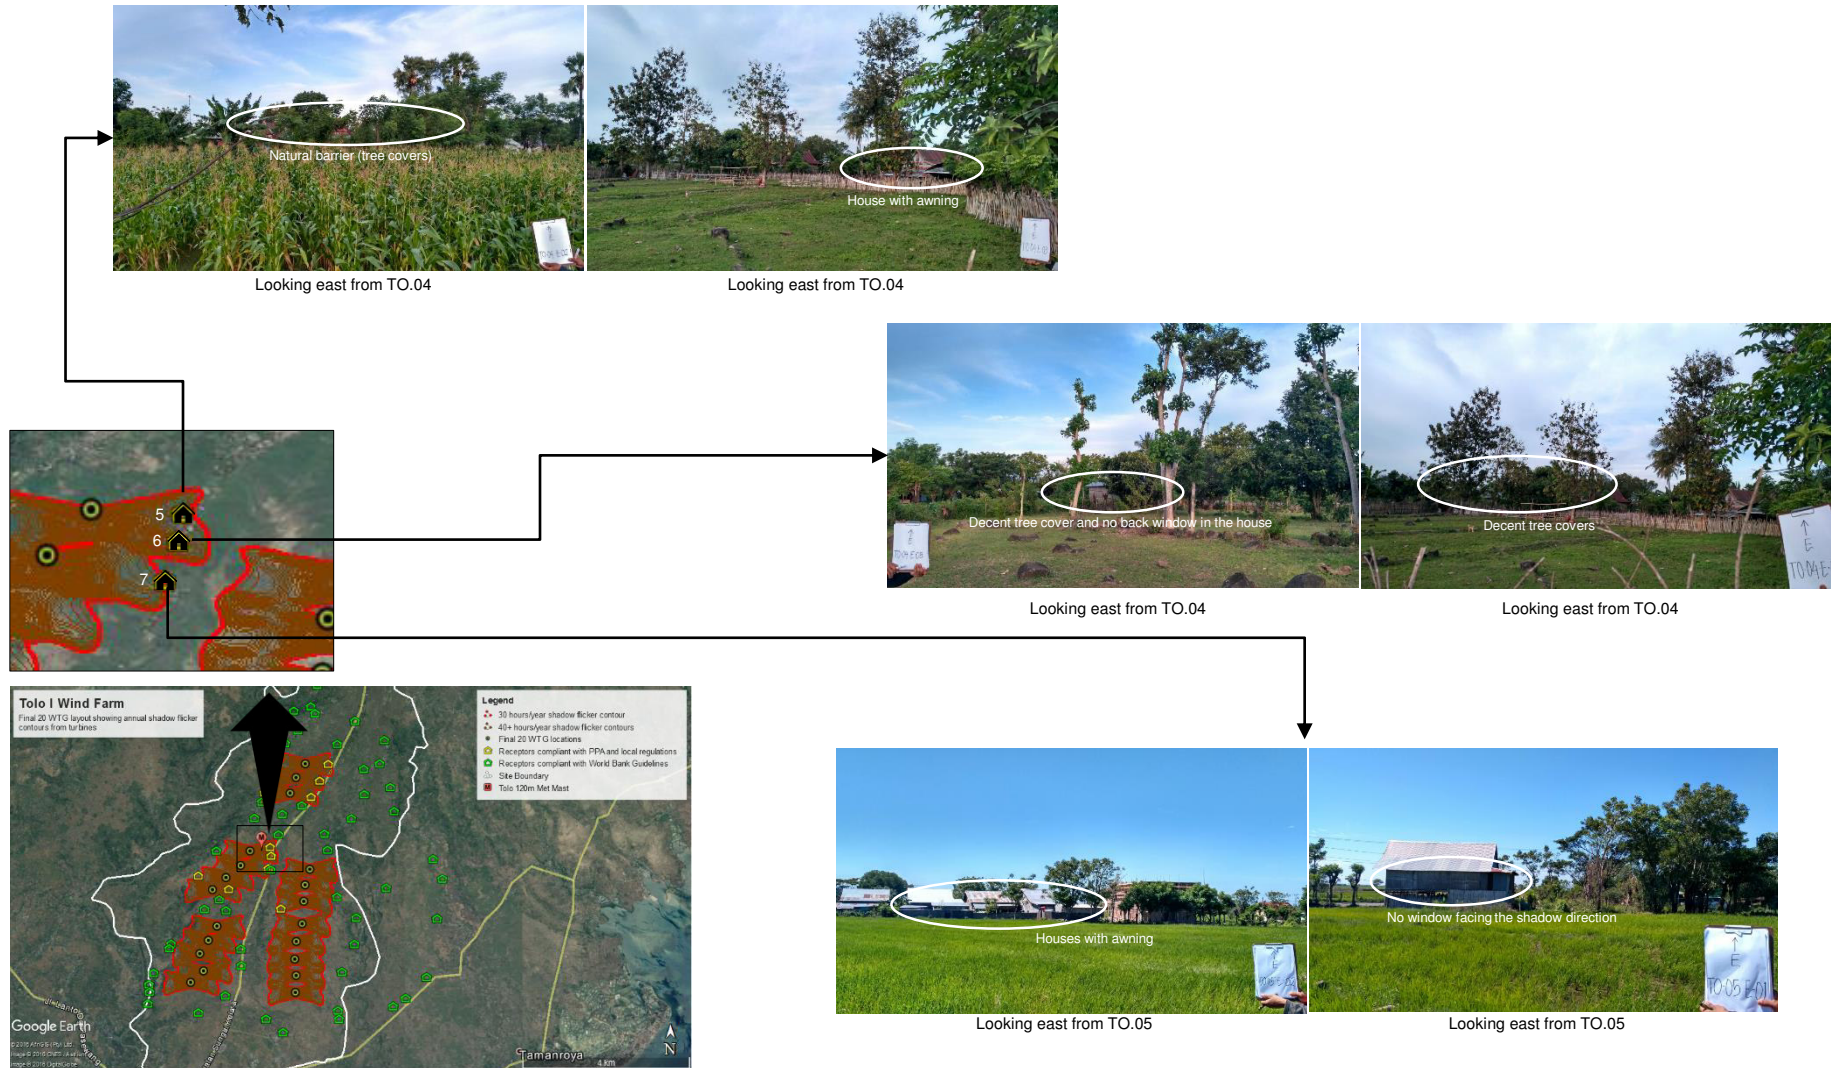 Natural barrier (tree covers)
House with awning
Looking east from TO.04
Looking east from TO.04
Decent tree cover and no back window in the house
Decent tree covers
E
Looking east from TO.04
Looking east from TO.04
5
6
7
Tolo I Wind Farm
Final 20 WTG layout showing annual shadow flicker
contours from turbines
Legend
30 hours/year shadow flicker contour
40+ hours/year shadow flicker contours
Final 20 WTG locations
Receptors compliant with PPA and local regulations
Receptors compliant with World Bank Guidelines
Site Boundary
M Tolo 120m Met Mast
M
Google Earth
Tamanroya
4 km
N
Houses with awning
No window facing the shadow direction
E
TO.05 E-01
Looking east from TO.05
Looking east from TO.05